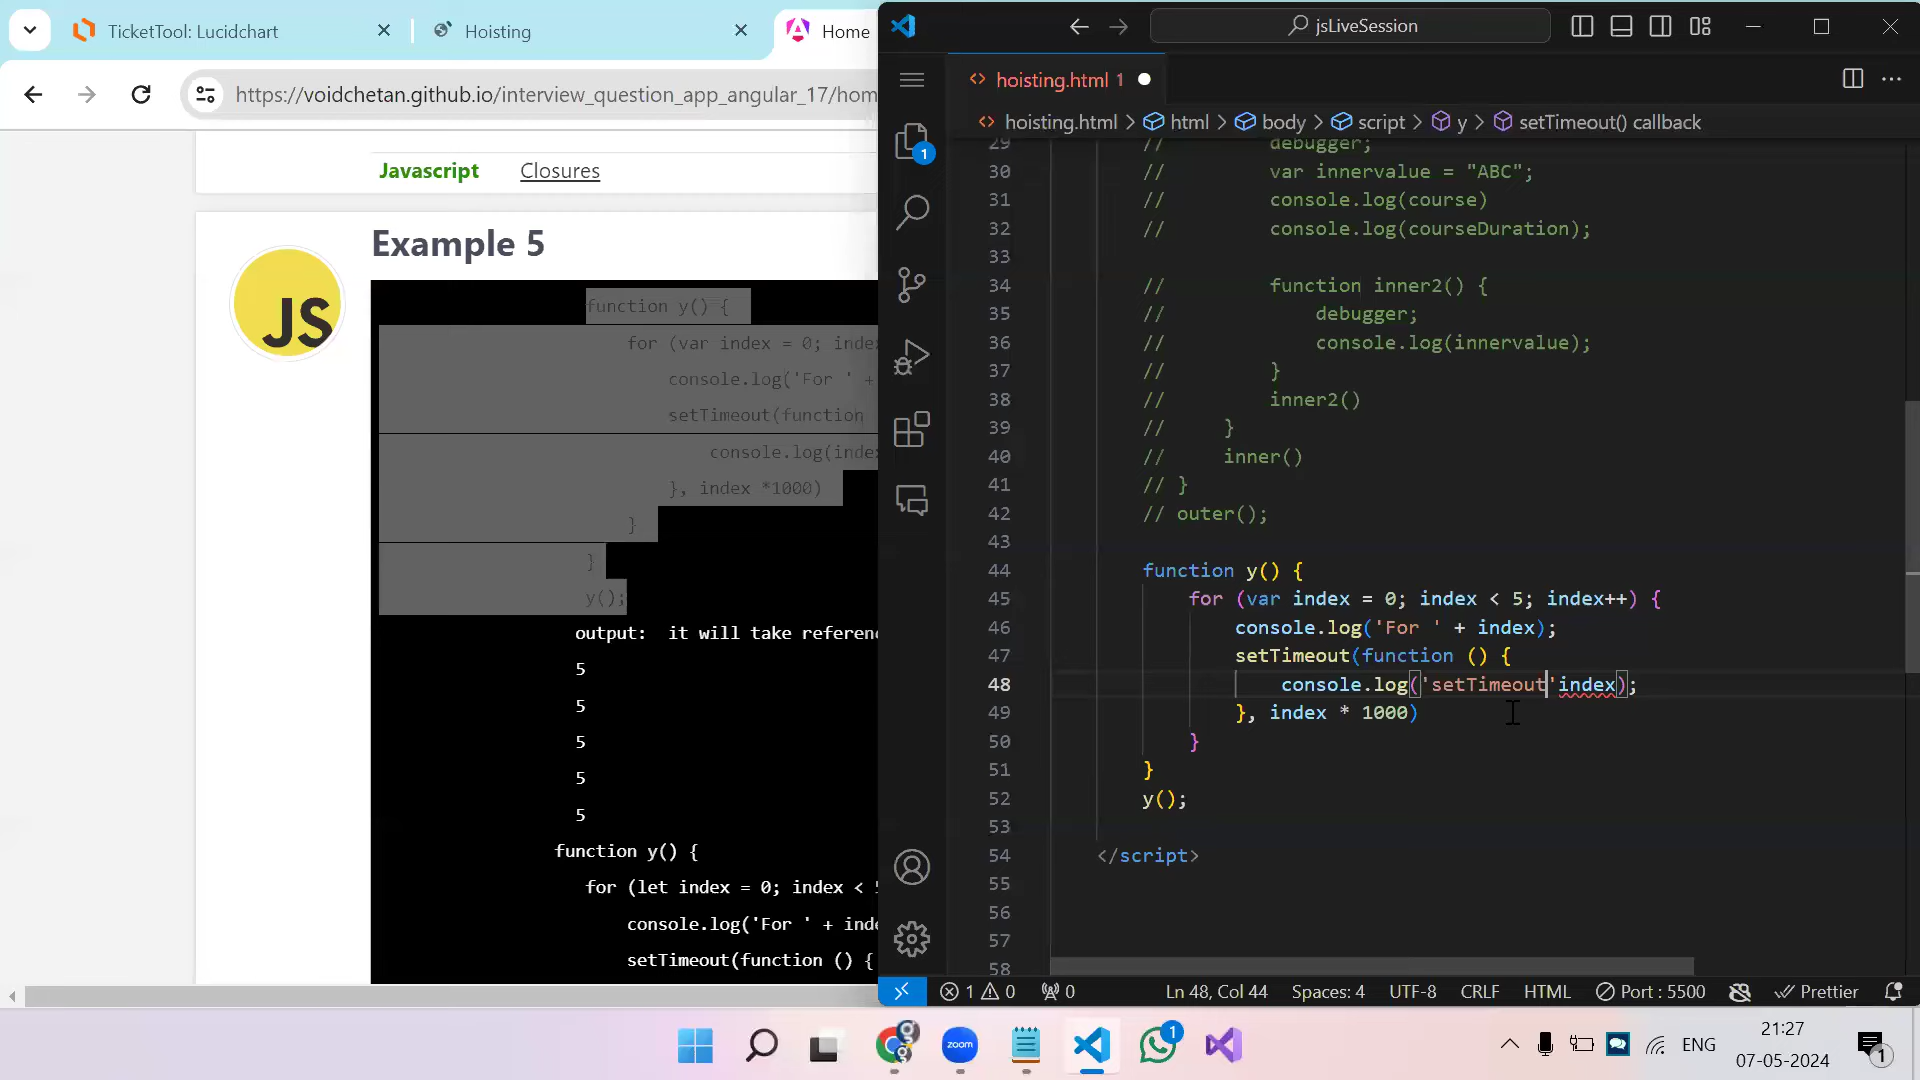 TicketTool: Lucidchart
Hoisting
Home
https://voidchetan.github.io/interview_question_app_angular_17/hom
Javascript
Closures
JS
Example 5
function y() {
for (var index = 0; inde
console.log('For ' +
setTimeout(function
console.log(inde
}, index *1000)
}
}
y();
output:  it will take referenc
5
5
5
5
5
function y() {
for (let index = 0; index <
console.log('For ' + inde
setTimeout(function () {
jsLiveSession
hoisting.html 1
hoisting.html > html > body > script > y > setTimeout() callback
1
29 // debugger;
30 // var innervalue = "ABC";
31 // console.log(course)
32 // console.log(courseDuration);
33
34 // function inner2() {
35 // debugger;
36 // console.log(innervalue);
37 // }
38 // inner2()
39 // }
40 // inner()
41 // }
42 // outer();
43
44 function y() {
45 for (var index = 0; index < 5; index++) {
46 console.log('For ' + index);
47 setTimeout(function () {
48 console.log('setTimeout'index);
49 }, index * 1000)
50 }
51 }
52 y();
53
54 </script>
55
56
57
58
1 0 0 Ln 48, Col 44 Spaces: 4 UTF-8 CRLF HTML Port : 5500 Prettier
zoom
1
ENG
21:27
07-05-2024
1